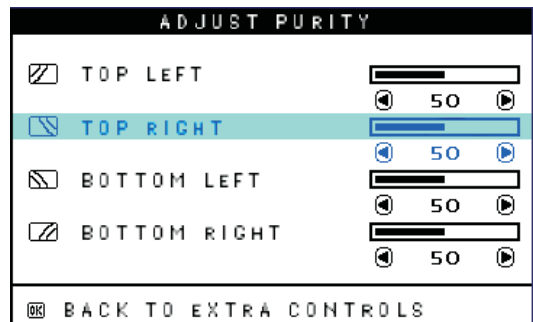 ADJUST PURITY
TOP LEFT
50
TOP RIGHT
50
BOTTOM LEFT
50
BOTTOM RIGHT
50
OK BACK TO EXTRA CONTROLS